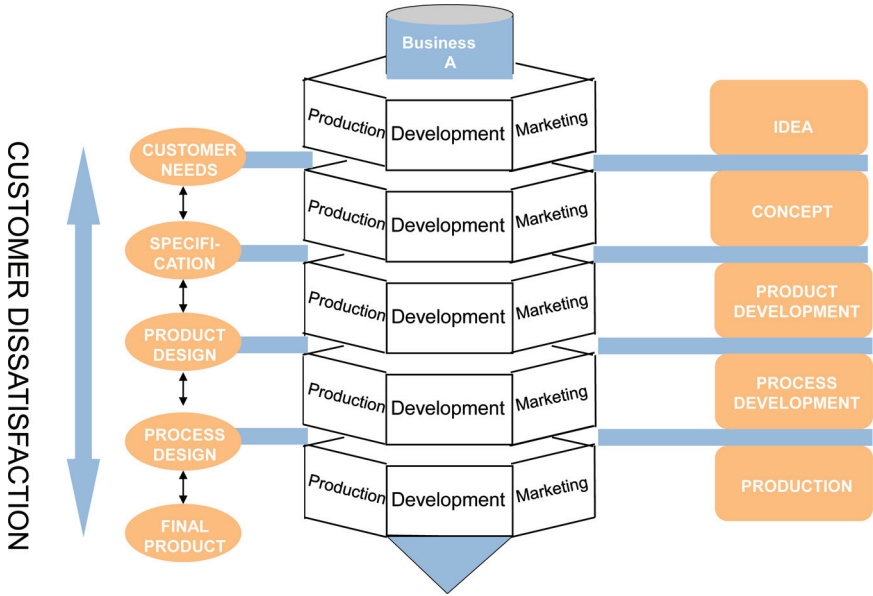 Business
A
Production
Development
Marketing
IDEA
CUSTOMER
NEEDS
Production
Development
Marketing
CONCEPT
SPECIFI-
CATION
Production
Development
Marketing
PRODUCT
DEVELOPMENT
PRODUCT
DESIGN
Production
Development
Marketing
PROCESS
DEVELOPMENT
PROCESS
DESIGN
Production
Development
Marketing
PRODUCTION
FINAL
PRODUCT
CUSTOMER DISSATISFACTION